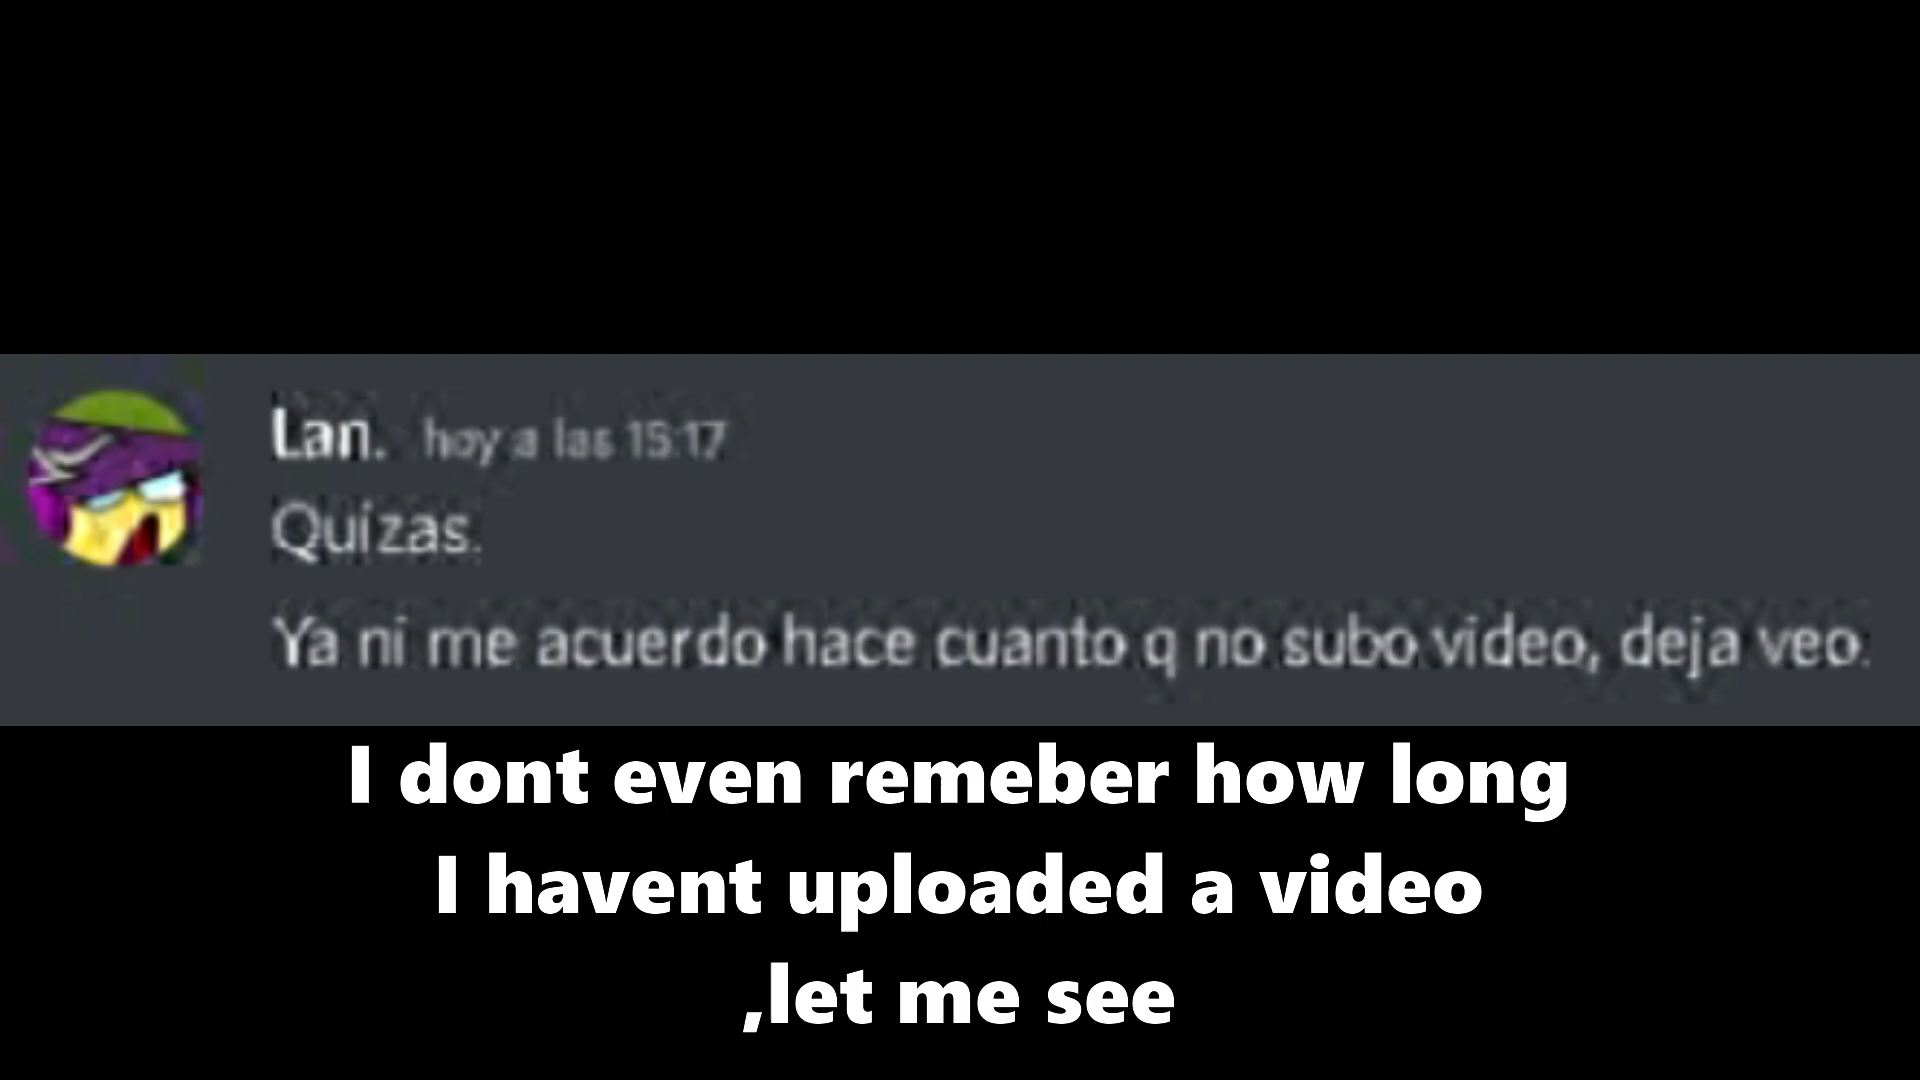 Lan. hoy a las 15:17
Quizas.
Ya ni me acuerdo hace cuanto q no subo video, deja veo.
I dont even remeber how long
I havent uploaded a video
,let me see